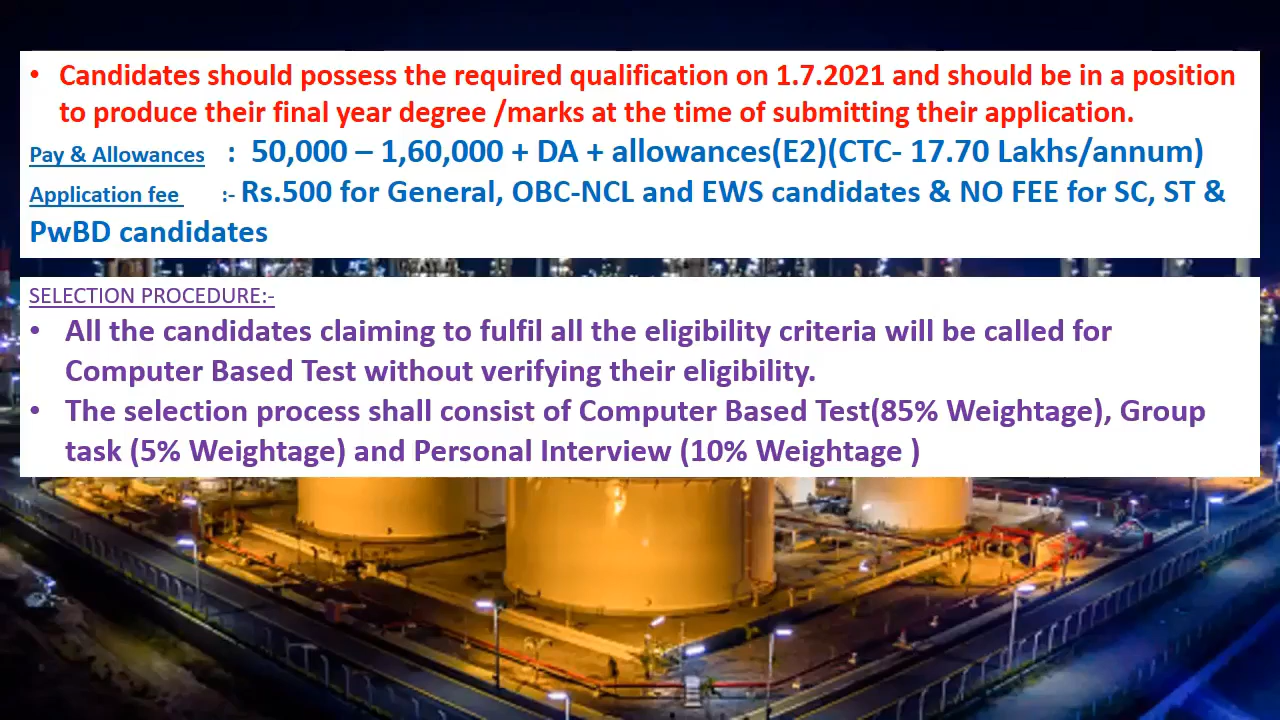 • Candidates should possess the required qualification on 1.7.2021 and should be in a position
to produce their final year degree /marks at the time of submitting their application.
Pay & Allowances : 50,000 – 1,60,000 + DA + allowances(E2)(CTC- 17.70 Lakhs/annum)
Application fee :- Rs.500 for General, OBC-NCL and EWS candidates & NO FEE for SC, ST &
PwBD candidates
SELECTION PROCEDURE:-
• All the candidates claiming to fulfil all the eligibility criteria will be called for
Computer Based Test without verifying their eligibility.
• The selection process shall consist of Computer Based Test(85% Weightage), Group
task (5% Weightage) and Personal Interview (10% Weightage )